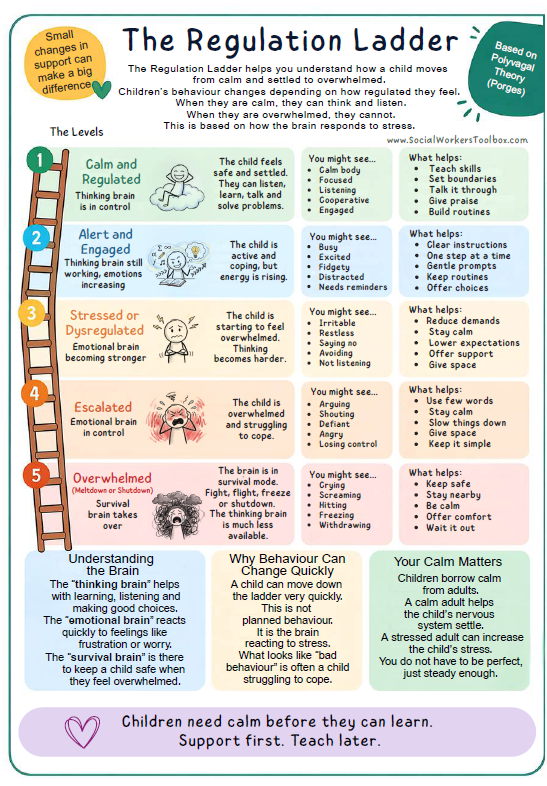 Small
changes in
support can
make a big
difference
The Regulation Ladder
Based on
Polyvagal
Theory
(Porges)
The Regulation Ladder helps you understand how a child moves
from calm and settled to overwhelmed.
Children's behaviour changes depending on how regulated they feel.
When they are calm, they can think and listen.
When they are overwhelmed, they cannot.
This is based on how the brain responds to stress.
The Levels
www.SocialWorkersToolbox.com
1
Calm and
Regulated
Thinking brain
is in control
The child feels
safe and settled.
They can listen,
learn, talk and
solve problems.
You might see...
• Calm body
• Focused
• Listening
• Cooperative
• Engaged
What helps:
• Teach skills
• Set boundaries
• Talk it through
• Give praise
• Build routines
2
Alert and
Engaged
Thinking brain still
working, emotions
increasing
The child is
active and
coping, but
energy is rising.
You might see...
• Busy
• Excited
• Fidgety
• Distracted
• Needs reminders
What helps:
• Clear instructions
• One step at a time
• Gentle prompts
• Keep routines
• Offer choices
3
Stressed or
Dysregulated
Emotional brain
becoming stronger
The child is
starting to feel
overwhelmed.
Thinking
becomes harder.
You might see...
• Irritable
• Restless
• Saying no
• Avoiding
• Not listening
What helps:
• Reduce demands
• Stay calm
• Lower expectations
• Offer support
• Give space
4
Escalated
Emotional brain
in control
The child is
overwhelmed
and struggling
to cope.
You might see...
• Arguing
• Shouting
• Defiant
• Angry
• Losing control
What helps:
• Use few words
• Stay calm
• Slow things down
• Give space
• Keep it simple
5
Overwhelmed
(Meltdown or Shutdown)
Survival
brain takes
over
The brain is in
survival mode.
Fight, flight, freeze
or shutdown.
The thinking brain
is much less
available.
You might see...
• Crying
• Screaming
• Hitting
• Freezing
• Withdrawing
What helps:
• Keep safe
• Stay nearby
• Be calm
• Offer comfort
• Wait it out
Understanding
the Brain
The "thinking brain" helps
with learning, listening and
making good choices.
The "emotional brain" reacts
quickly to feelings like
frustration or worry.
The "survival brain" is there
to keep a child safe when
they feel overwhelmed.
Why Behaviour Can
Change Quickly
A child can move down
the ladder very quickly.
This is not
planned behaviour.
It is the brain
reacting to stress.
What looks like "bad
behaviour" is often a child
struggling to cope.
Your Calm Matters
Children borrow calm
from adults.
A calm adult helps
the child's nervous
system settle.
A stressed adult can increase
the child's stress.
You do not have to be perfect,
just steady enough.
Children need calm before they can learn.
Support first. Teach later.